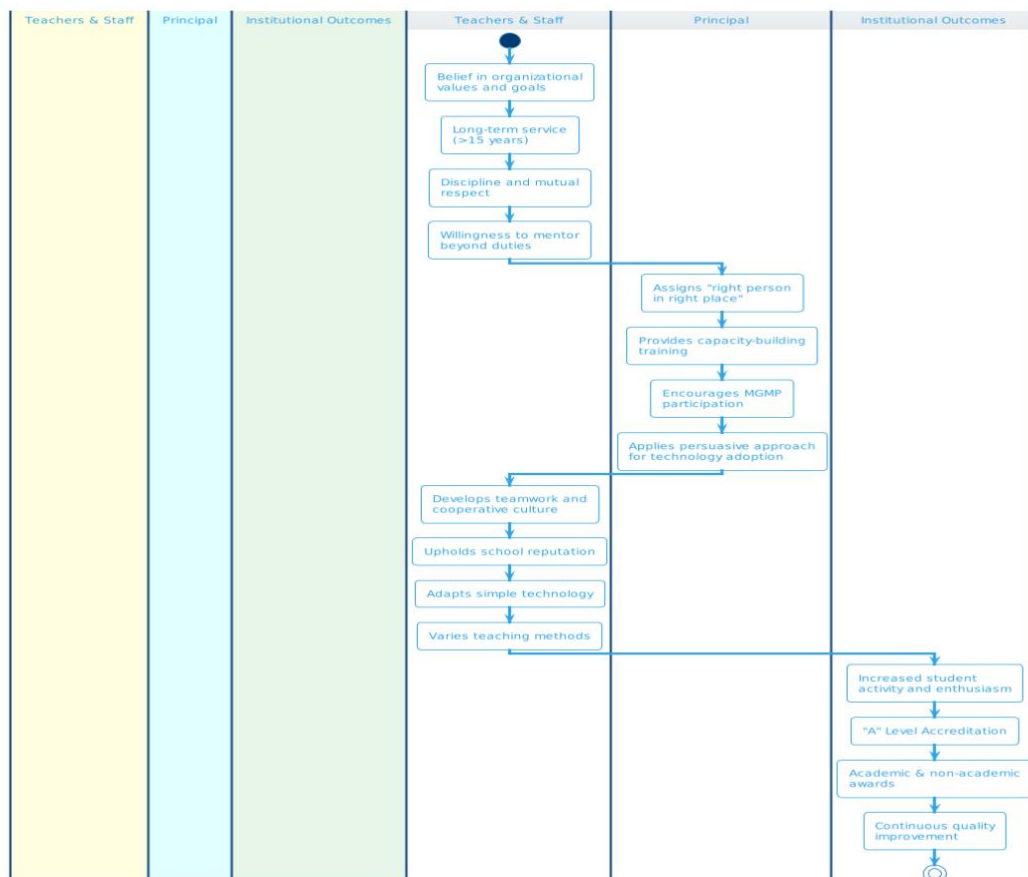 Teachers & Staff
Principal
Institutional Outcomes
Teachers & Staff
Principal
Institutional Outcomes
Belief in organizational
values and goals
Long-term service
(>15 years)
Discipline and mutual
respect
Willingness to mentor
beyond duties
Assigns "right person
in right place"
Provides capacity-building
training
Encourages MGMP
participation
Applies persuasive approach
for technology adoption
Develops teamwork and
cooperative culture
Upholds school reputation
Adapts simple technology
Varies teaching methods
Increased student
activity and enthusiasm
"A" Level Accreditation
Academic & non-academic
awards
Continuous quality
improvement